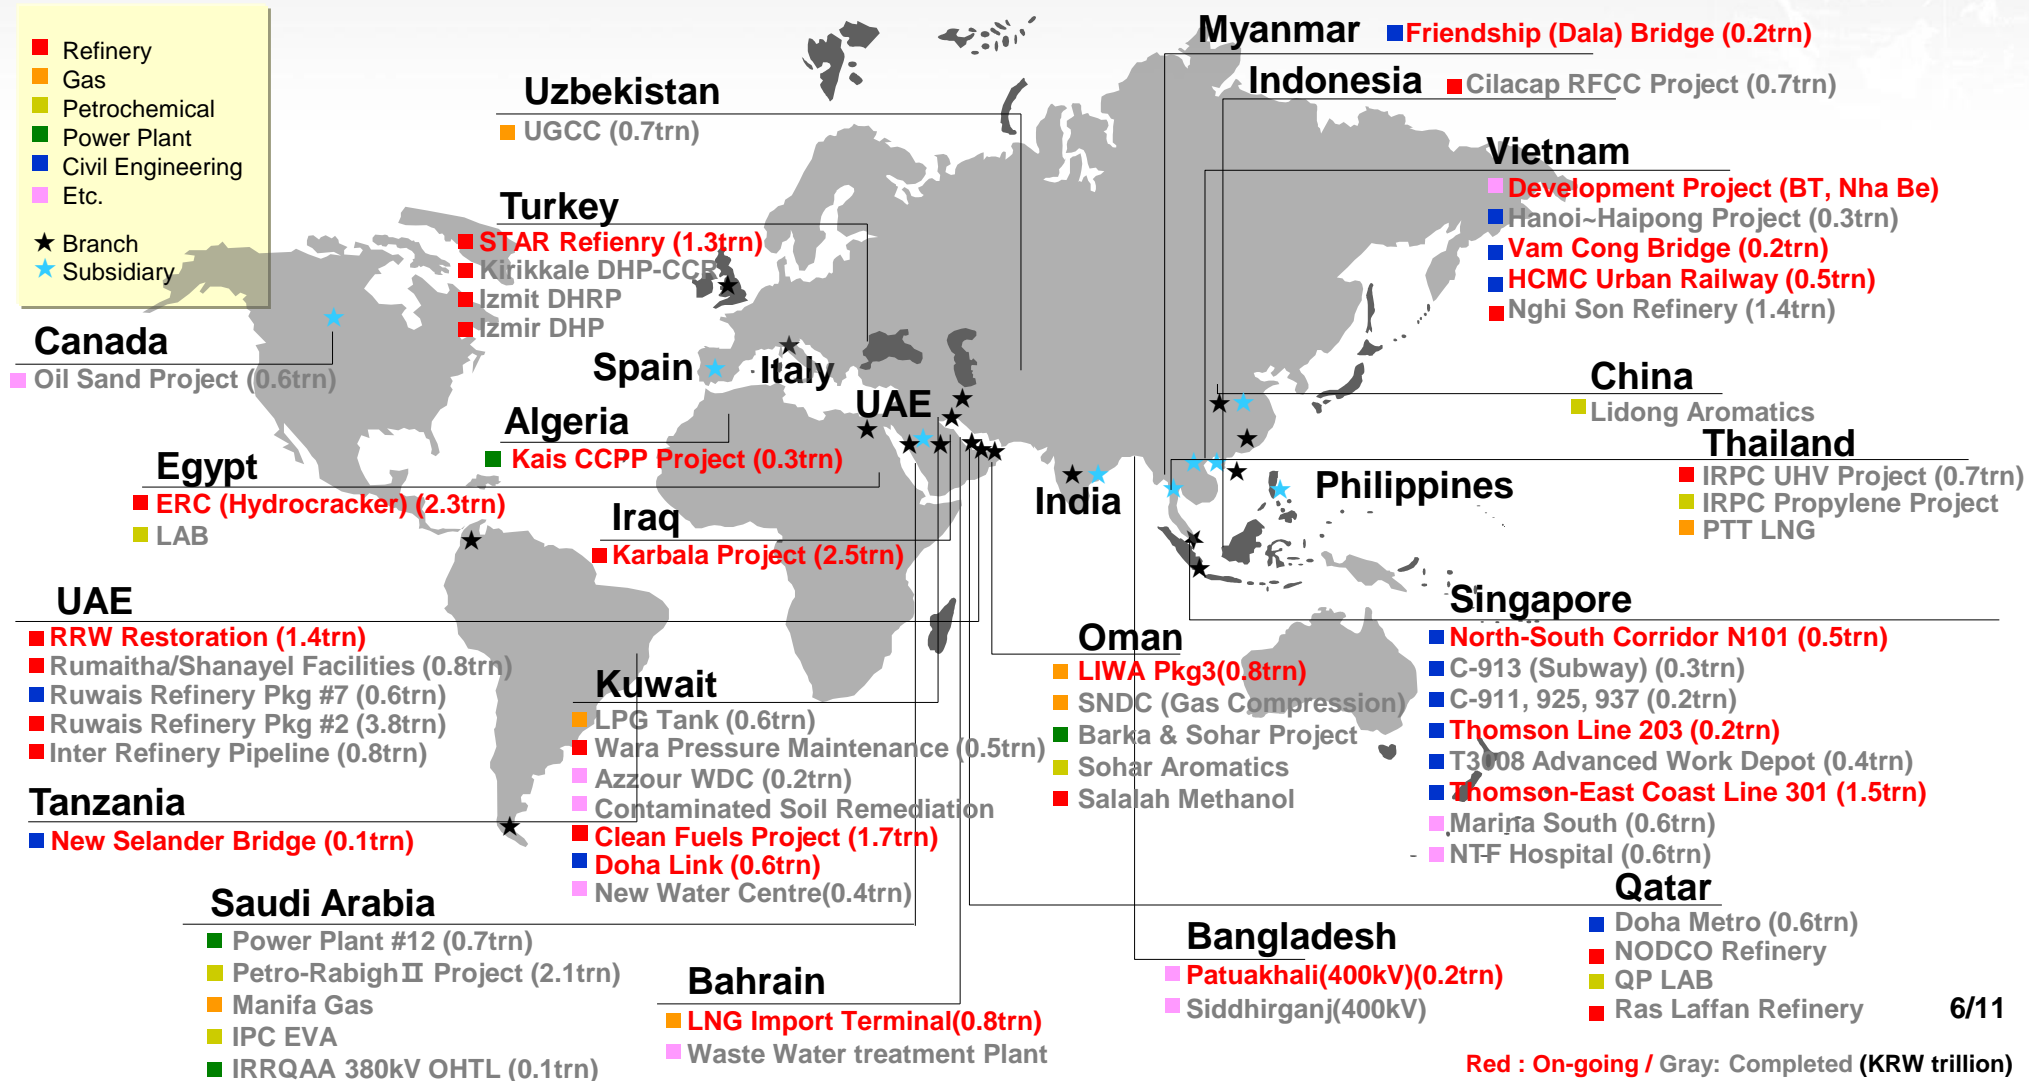 Refinery
Gas
Petrochemical
Power Plant
Civil Engineering
Etc.
Branch
Subsidiary
Myanmar
Friendship (Dala) Bridge (0.2trn)
Indonesia
Cilacap RFCC Project (0.7trn)
Uzbekistan
UGCC (0.7trn)
Vietnam
Development Project (BT, Nha Be)
Hanoi~Haipong Project (0.3trn)
Vam Cong Bridge (0.2trn)
HCMC Urban Railway (0.5trn)
Nghi Son Refinery (1.4trn)
Turkey
STAR Refienry (1.3trn)
Kirikkale DHP-CCR
Izmit DHRP
Izmir DHP
Canada
Oil Sand Project (0.6trn)
Spain
Italy
UAE
China
Lidong Aromatics
Algeria
Kais CCPP Project (0.3trn)
Thailand
IRPC UHV Project (0.7trn)
IRPC Propylene Project
PTT LNG
Egypt
ERC (Hydrocracker) (2.3trn)
LAB
India
Philippines
Iraq
Karbala Project (2.5trn)
UAE
RRW Restoration (1.4trn)
Rumaitha/Shanayel Facilities (0.8trn)
Ruwais Refinery Pkg #7 (0.6trn)
Ruwais Refinery Pkg #2 (3.8trn)
Inter Refinery Pipeline (0.8trn)
Singapore
North-South Corridor N101 (0.5trn)
C-913 (Subway) (0.3trn)
C-911, 925, 937 (0.2trn)
Thomson Line 203 (0.2trn)
T3008 Advanced Work Depot (0.4trn)
Thomson-East Coast Line 301 (1.5trn)
Marina South (0.6trn)
NTF Hospital (0.6trn)
Oman
LIWA Pkg3(0.8trn)
SNDC (Gas Compression)
Barka & Sohar Project
Sohar Aromatics
Salalah Methanol
Kuwait
LPG Tank (0.6trn)
Wara Pressure Maintenance (0.5trn)
Azzour WDC (0.2trn)
Contaminated Soil Remediation
Clean Fuels Project (1.7trn)
Doha Link (0.6trn)
New Water Centre(0.4trn)
Tanzania
New Selander Bridge (0.1trn)
Saudi Arabia
Power Plant #12 (0.7trn)
Petro-RabighⅡ Project (2.1trn)
Manifa Gas
IPC EVA
IRRQAA 380kV OHTL (0.1trn)
Bahrain
LNG Import Terminal(0.8trn)
Waste Water treatment Plant
Bangladesh
Patuakhali(400kV)(0.2trn)
Siddhirganj(400kV)
Qatar
Doha Metro (0.6trn)
NODCO Refinery
QP LAB
Ras Laffan Refinery
6/11
Red : On-going / Gray: Completed (KRW trillion)